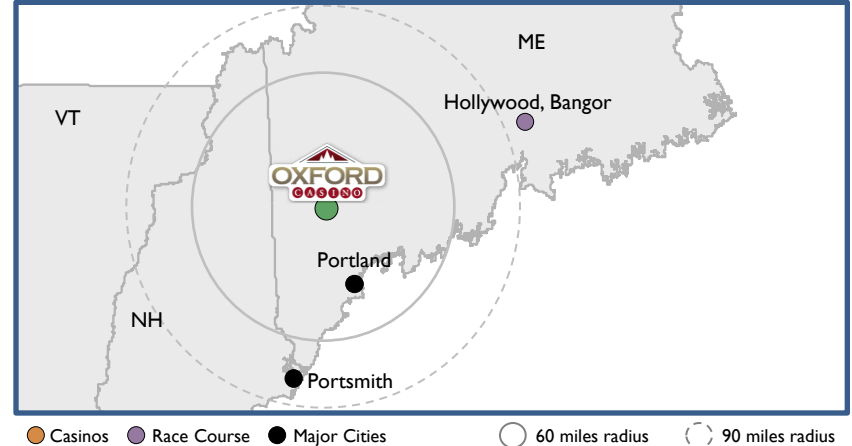 ME
Hollywood, Bangor
VT
OXFORD
CASINO
Portland
NH
Portsmith
Casinos
Race Course
Major Cities
60 miles radius
90 miles radius